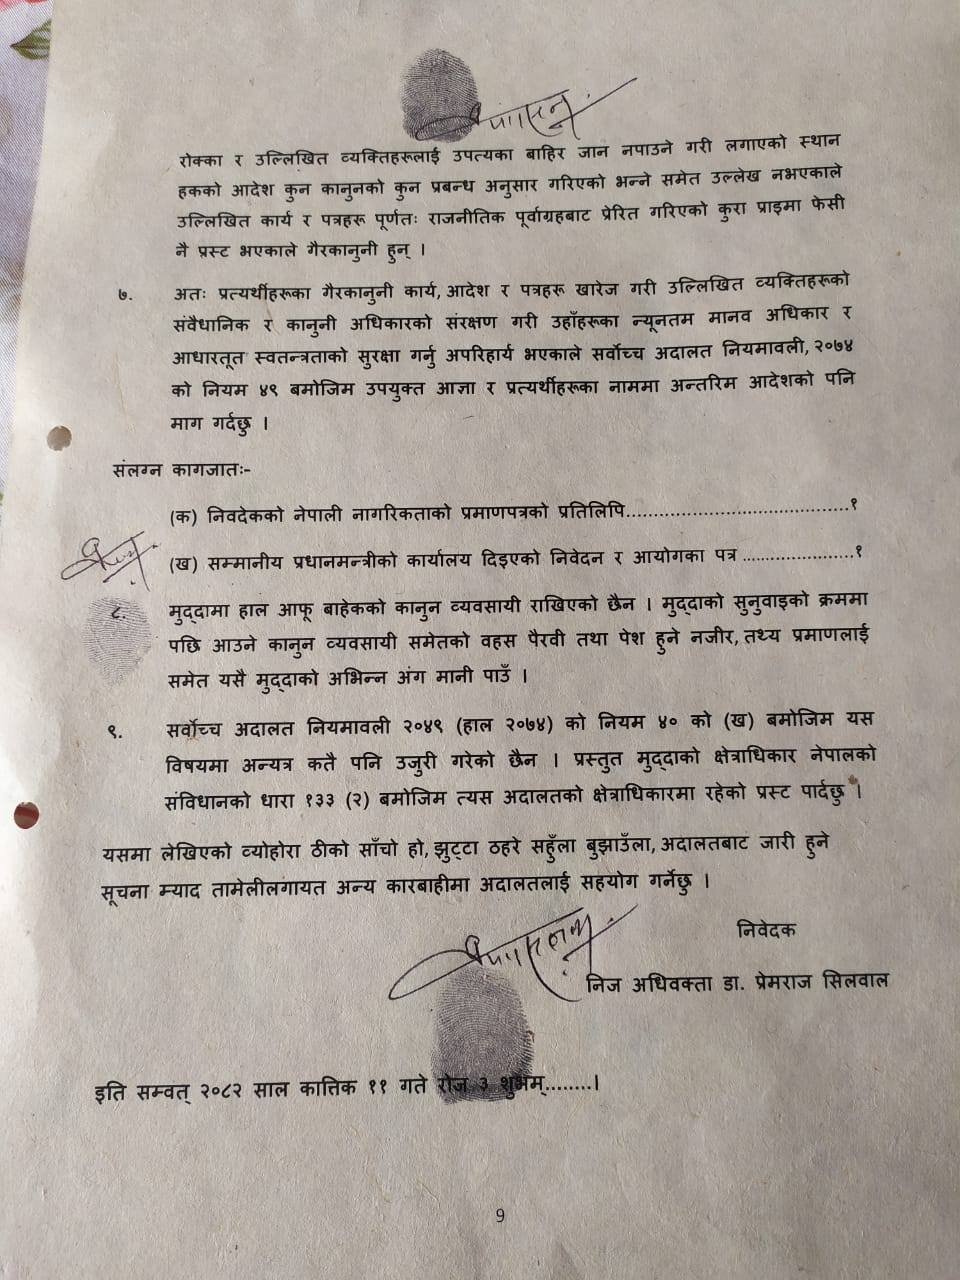 रोक्का र उल्लिखित व्यक्तिहरूलाई उपत्यका बाहिर जान नपाउने गरी लगाएको स्थान
हकको आदेश कुन कानुनको कुन प्रबन्ध अनुसार गरिएको भन्ने समेत उल्लेख नभएकाले
उल्लिखित कार्य र पत्रहरू पूर्णतः राजनीतिक पूर्वाग्रहबाट प्रेरित गरिएको कुरा प्राइमा फेसी
नै प्रस्ट भएकाले गैरकानुनी हुन् ।
७. अतः प्रत्यर्थीहरूका गैरकानुनी कार्य, आदेश र पत्रहरू खारेज गरी उल्लिखित व्यक्तिहरूको
संवैधानिक र कानुनी अधिकारको संरक्षण गरी उहाँहरूका न्यूनतम मानव अधिकार र
आधारतूत स्वतन्त्रताको सुरक्षा गर्नु अपरिहार्य भएकाले सर्वोच्च अदालत नियमावली, २०७४
को नियम ४९ बमोजिम उपयुक्त आज्ञा र प्रत्यर्थीहरूका नाममा अन्तरिम आदेशको पनि
माग गर्दछु ।
संलग्न कागजातः-
(क) निवदेकको नेपाली नागरिकताको प्रमाणपत्रको प्रतिलिपि.......................................१
(ख) सम्मानीय प्रधानमन्त्रीको कार्यालय दिइएको निवेदन र आयोगका पत्र ....................१
८. मुद्दामा हाल आफू बाहेकको कानुन व्यवसायी राखिएको छैन । मुद्दाको सुनुवाइको क्रममा
पछि आउने कानुन व्यवसायी समेतको वहस पैरवी तथा पेश हुने नजीर, तथ्य प्रमाणलाई
समेत यसै मुद्दाको अभिन्न अंग मानी पाउँ ।
९. सर्वोच्च अदालत नियमावली २०४९ (हाल २०७४) को नियम ४० को (ख) बमोजिम यस
विषयमा अन्यत्र कतै पनि उजुरी गरेको छैन । प्रस्तुत मुद्दाको क्षेत्राधिकार नेपालको
संविधानको धारा १३३ (२) बमोजिम त्यस अदालतको क्षेत्राधिकारमा रहेको प्रस्ट पार्दछु ।
यसमा लेखिएको व्योहोरा ठीको साँचो हो, झुट्टा ठहरे सहुँला बुझाउँला, अदालतबाट जारी हुने
सूचना म्याद तामेलीलगायत अन्य कारबाहीमा अदालतलाई सहयोग गर्नेछु ।
निवेदक
निज अधिवक्ता डा. प्रेमराज सिलवाल
इति सम्वत् २०८२ साल कात्तिक ११ गते रोज ३ शुभम्........।
9